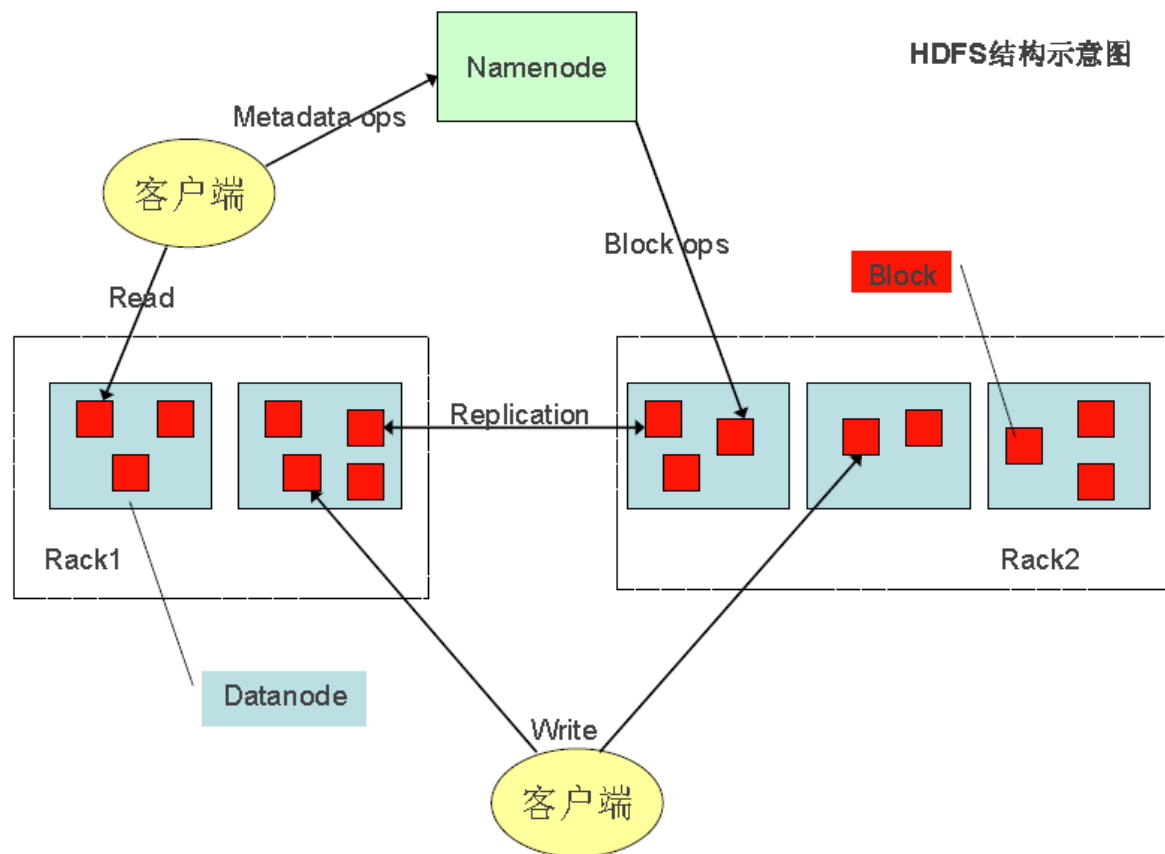 HDFS结构示意图
Namenode
Metadata ops
客户端
Block ops
Block
Read
Replication
Rack1
Rack2
Datanode
Write
客户端